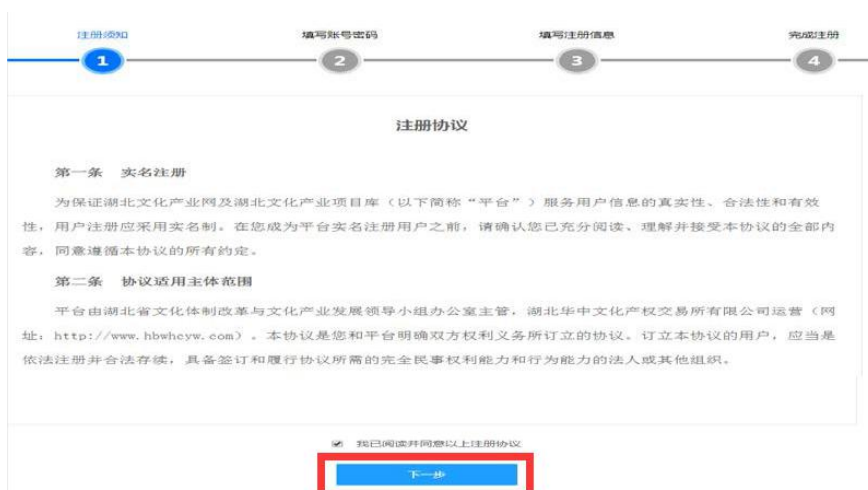 注册须知 填写账号密码 填写注册信息 完成注册
1 2 3 4
注册协议
第一条 实名注册
为保证湖北文化产业网及湖北文化产业项目库（以下简称“平台”）服务用户信息的真实性、合法性和有效
性，用户注册应采用实名制。在您成为平台实名注册用户之前，请确认您已充分阅读、理解并接受本协议的全部内
容，同意遵循本协议的所有约定。
第二条 协议适用主体范围
平台由湖北省文化体制改革与文化产业发展领导小组办公室主管，湖北华中文化产权交易所有限公司运营（网
址：http://www.hbwhcyw.com）。本协议是您和平台明确双方权利义务所订立的协议。订立本协议的用户，应当是
依法注册并合法存续，具备签订和履行协议所需的完全民事权利能力和行为能力的法人或其他组织。
我已阅读并同意以上注册协议
下一步